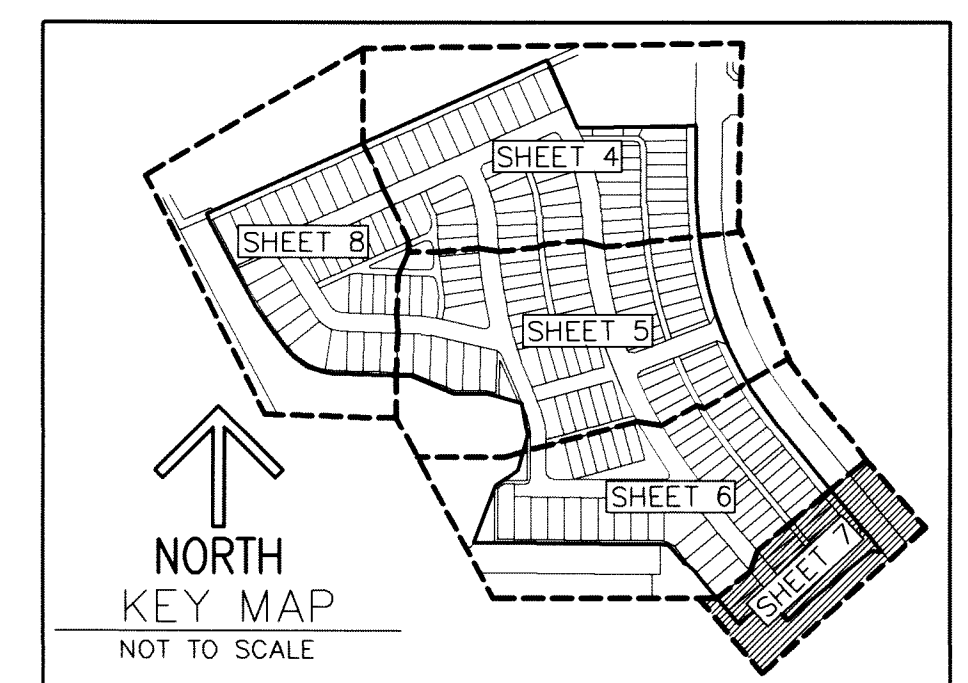 SHEET 4
SHEET 8
SHEET 5
SHEET 6
SHEET 7
NORTH
KEY MAP
NOT TO SCALE